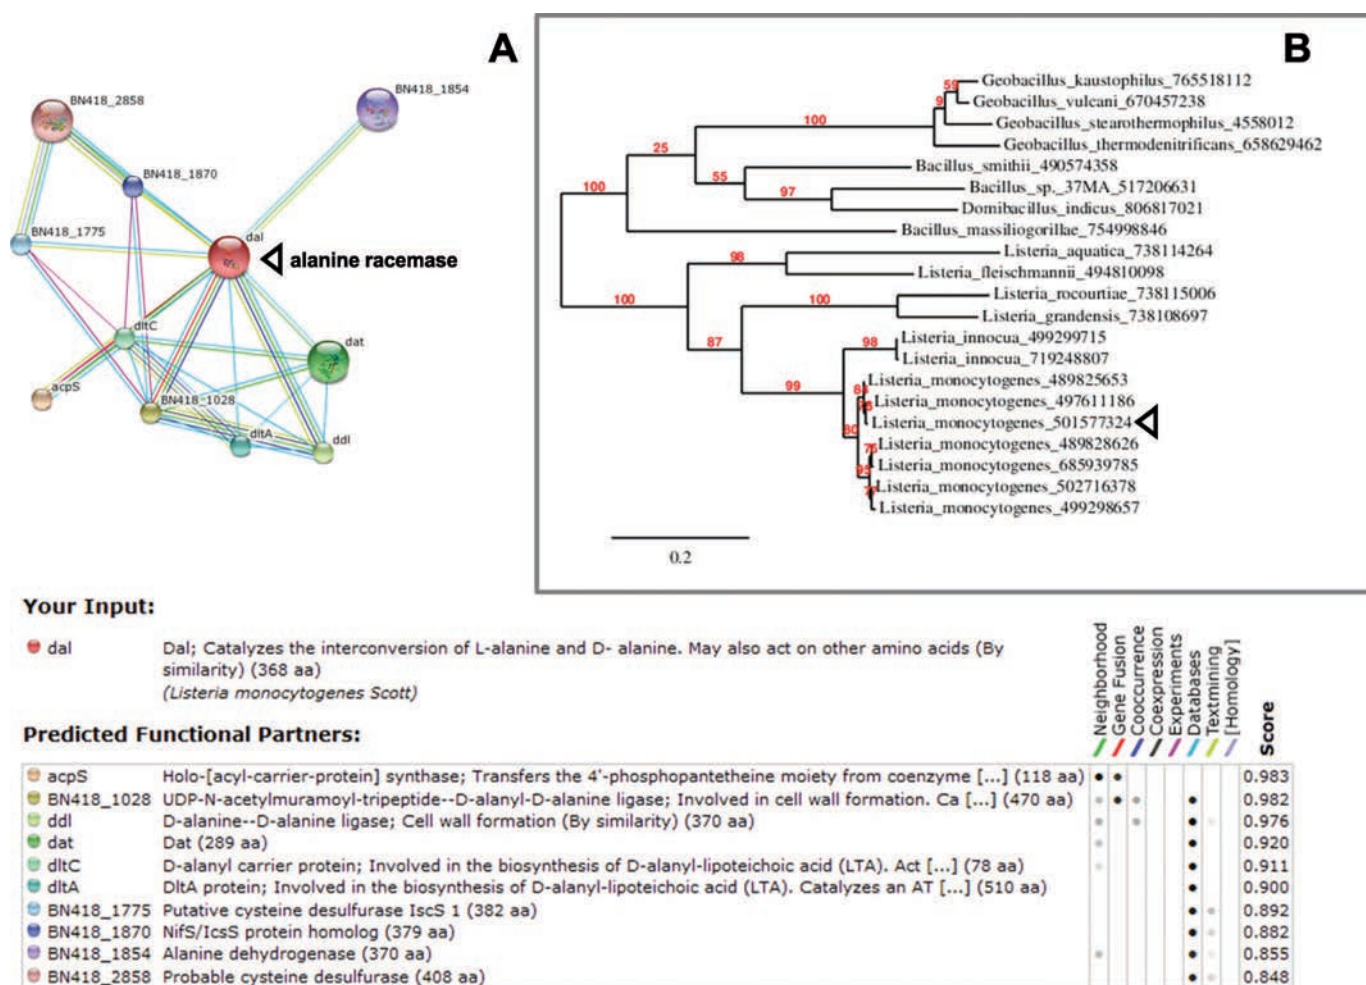 A
BN418_2858
BN418_1854
BN418_1870
BN418_1775
dal
alanine racemase
dltC
dat
acpS
BN418_1028
dltA
ddl
B
Geobacillus_kaustophilus_765518112
59
Geobacillus_vulcani_670457238
9
Geobacillus_stearothermophilus_4558012
100
Geobacillus_thermodenitrificans_658629462
25
Bacillus_smithii_490574358
55
Bacillus_sp._37MA_517206631
97
100
Domibacillus_indicus_806817021
Bacillus_massiliogorillae_754998846
Listeria_aquatica_738114264
98
Listeria_fleischmannii_494810098
Listeria_rocourtiae_738115006
100
100
Listeria_grandensis_738108697
Listeria_innocua_499299715
87
98
Listeria_innocua_719248807
Listeria_monocytogenes_489825653
99
Listeria_monocytogenes_497611186
Listeria_monocytogenes_501577324
80
Listeria_monocytogenes_489828626
Listeria_monocytogenes_685939785
95
Listeria_monocytogenes_502716378
Listeria_monocytogenes_499298657
0.2
Your Input:
dal Dal; Catalyzes the interconversion of L-alanine and D- alanine. May also act on other amino acids (By
similarity) (368 aa)
(Listeria monocytogenes Scott)
Neighborhood
Gene Fusion
Cooccurrence
Coexpression
Experiments
Databases
Textmining
[Homology]
Score
Predicted Functional Partners:
acpS Holo-[acyl-carrier-protein] synthase; Transfers the 4'-phosphopantetheine moiety from coenzyme [...] (118 aa) 0.983
BN418_1028 UDP-N-acetylmuramoyl-tripeptide--D-alanyl-D-alanine ligase; Involved in cell wall formation. Ca [...] (470 aa) 0.982
ddl D-alanine--D-alanine ligase; Cell wall formation (By similarity) (370 aa) 0.976
dat Dat (289 aa) 0.920
dltC D-alanyl carrier protein; Involved in the biosynthesis of D-alanyl-lipoteichoic acid (LTA). Act [...] (78 aa) 0.911
dltA DltA protein; Involved in the biosynthesis of D-alanyl-lipoteichoic acid (LTA). Catalyzes an AT [...] (510 aa) 0.900
BN418_1775 Putative cysteine desulfurase IscS 1 (382 aa) 0.892
BN418_1870 NifS/IcsS protein homolog (379 aa) 0.882
BN418_1854 Alanine dehydrogenase (370 aa) 0.855
BN418_2858 Probable cysteine desulfurase (408 aa) 0.848